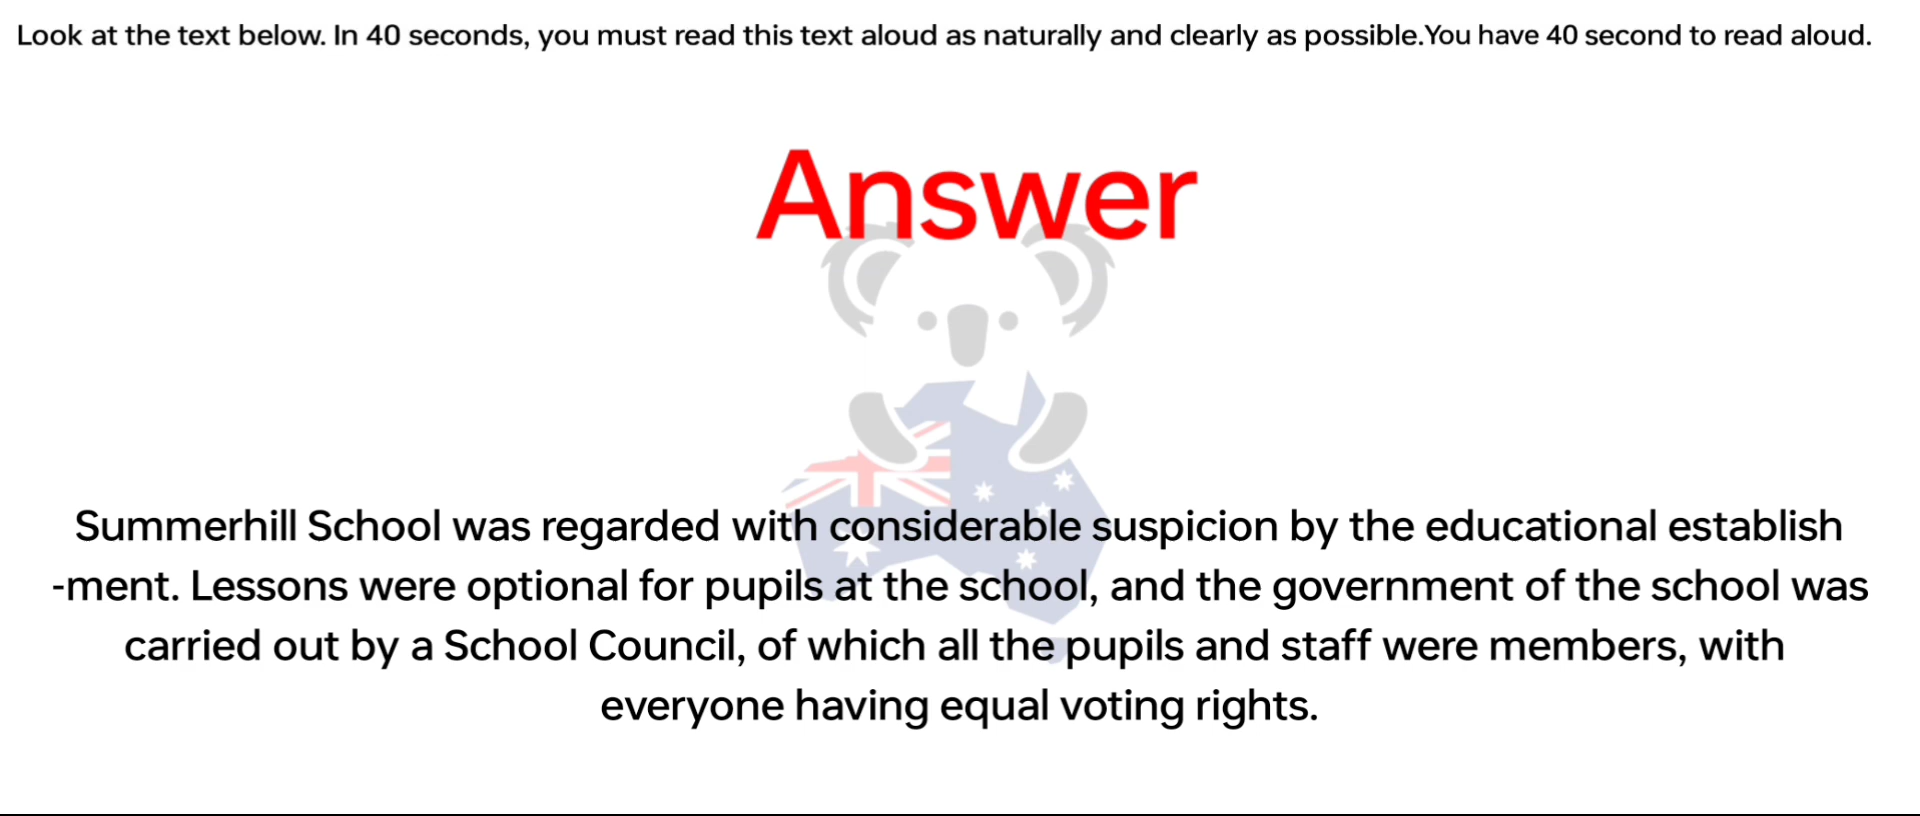 Look at the text below. In 40 seconds, you must read this text aloud as naturally and clearly as possible.You have 40 second to read aloud.
Answer
Summerhill School was regarded with considerable suspicion by the educational establish
-ment. Lessons were optional for pupils at the school, and the government of the school was
carried out by a School Council, of which all the pupils and staff were members, with
everyone having equal voting rights.